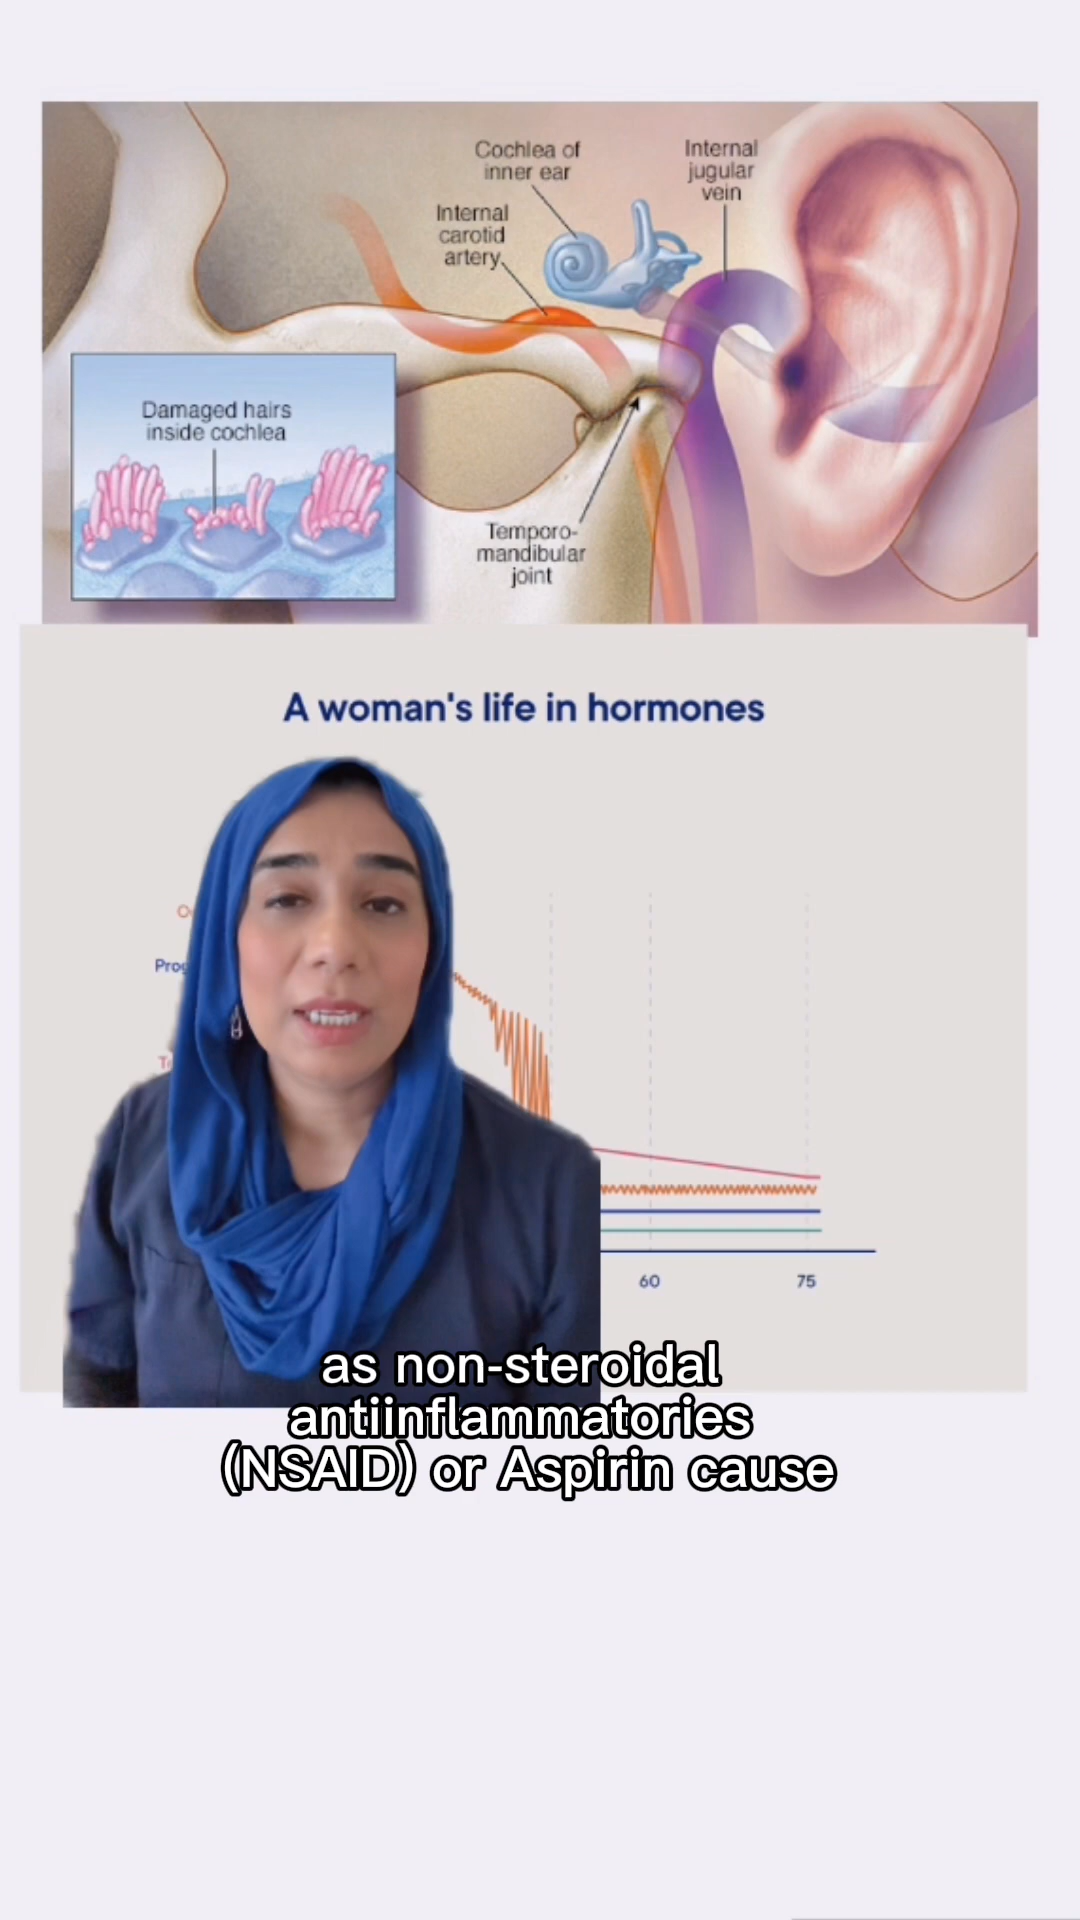 Cochlea of
inner ear
Internal
jugular
vein
Internal
carotid
artery
Damaged hairs
inside cochlea
Temporo-
mandibular
joint
A woman's life in hormones
60
75
as non-steroidal
antiinflammatories
(NSAID) or Aspirin cause